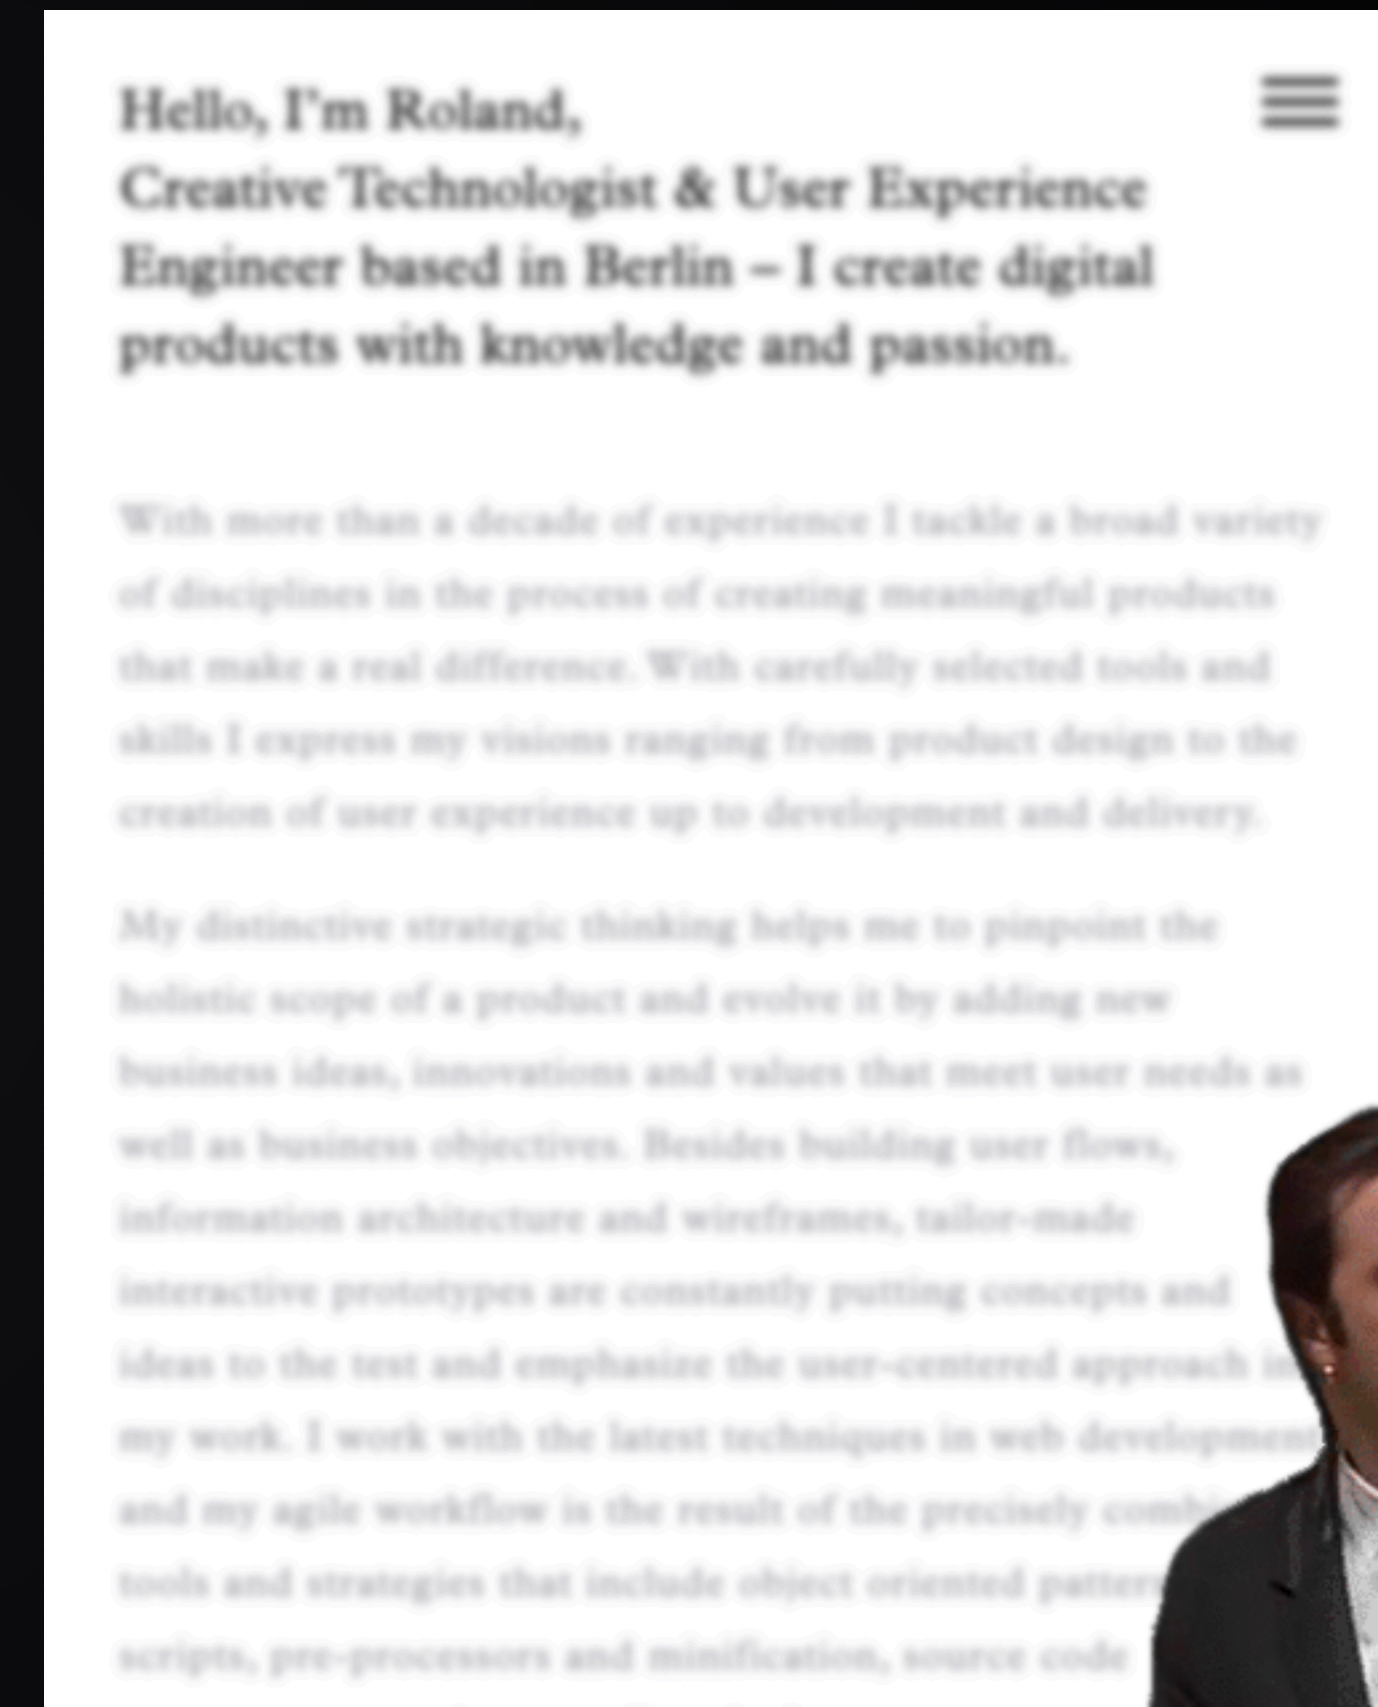 Hello, I'm Roland,
Creative Technologist & User Experience
Engineer based in Berlin – I create digital
products with knowledge and passion.
With more than a decade of experience I tackle a broad variety
of disciplines in the process of creating meaningful products
that make a real difference. With carefully selected tools and
skills I express my visions ranging from product design to the
creation of user experience up to development and delivery.
My distinctive strategic thinking helps me to pinpoint the
holistic scope of a product and evolve it by adding new
business ideas, innovations and values that meet user needs as
well as business objectives. Besides building user flows,
information architecture and wireframes, tailor-made
interactive prototypes are constantly putting concepts and
ideas to the test and emphasize the user-centered approach in
my work. I work with the latest techniques in web development
and my agile workflow is the result of the precisely
tools and strategies that include object oriented
scripts, pre-processors and minification, source code